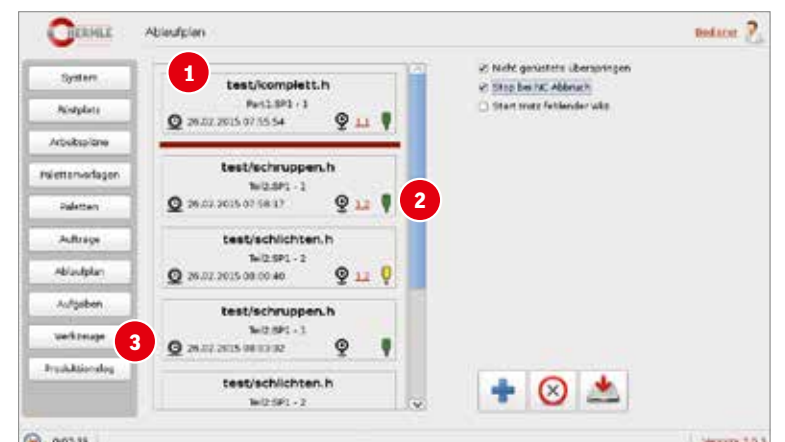 HERMLE
Ablaufplan
Bediener
System
Rüstplatz
Arbeitspläne
Palettenvorlagen
Paletten
Aufträge
Ablaufplan
Aufgaben
Werkzeuge
Produktionslog
1
test/komplett.h
Part1:SP1 - 1
26.02.2015 07:55:54
1.1
test/schruppen.h
Teil2:SP1 - 1
26.02.2015 07:58:17
1.2
2
test/schlichten.h
Teil2:SP1 - 2
26.02.2015 08:00:40
1.2
test/schruppen.h
Teil2:SP1 - 1
26.02.2015 08:03:02
3
test/schlichten.h
Teil2:SP1 - 2
Nicht gerüstete überspringen
Stop bei NC Abbruch
Start trotz fehlender